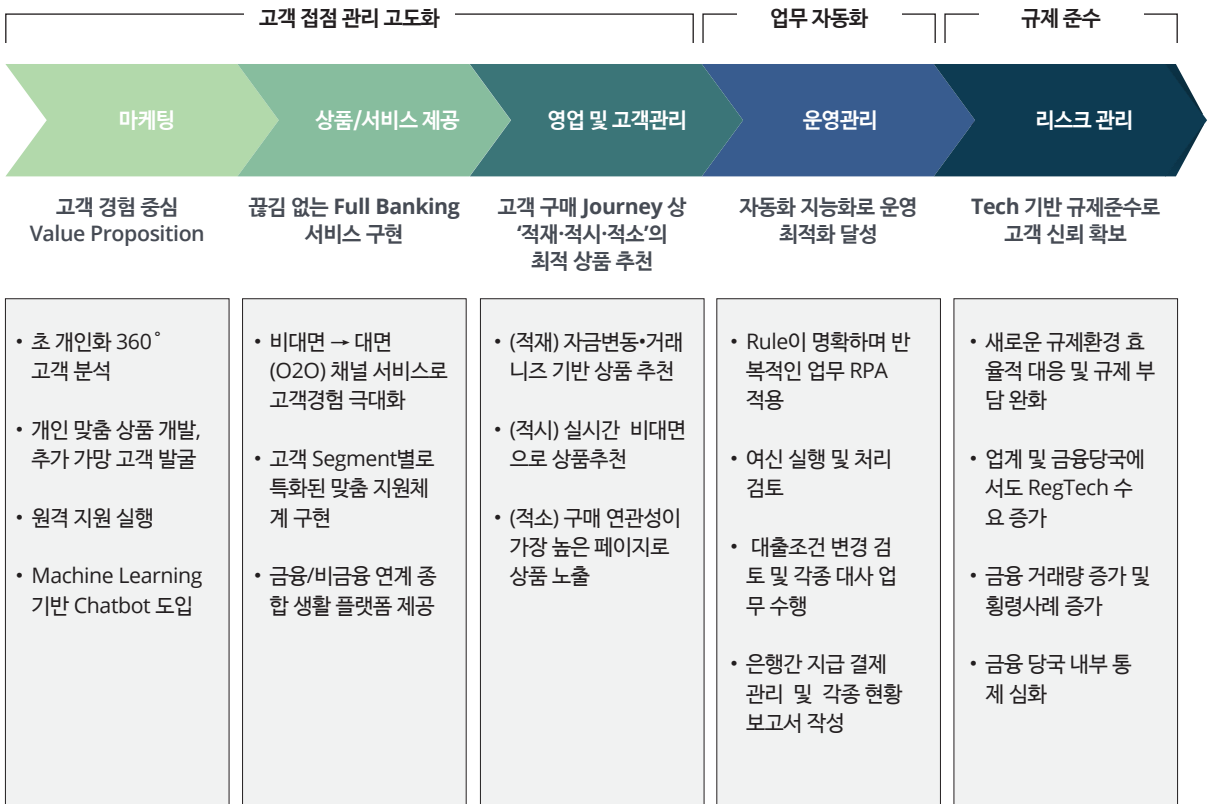 고객 접점 관리 고도화
업무 자동화
규제 준수
마케팅
상품/서비스 제공
영업 및 고객관리
운영관리
리스크 관리
고객 경험 중심
Value Proposition
끊김 없는 Full Banking
서비스 구현
고객 구매 Journey 상
‘적재·적시·적소’의
최적 상품 추천
자동화 지능화로 운영
최적화 달성
Tech 기반 규제준수로
고객 신뢰 확보
• 초 개인화 360˚
고객 분석
• 개인 맞춤 상품 개발,
추가 가망 고객 발굴
• 원격 지원 실행
• Machine Learning
기반 Chatbot 도입
• 비대면 → 대면
(O2O) 채널 서비스로
고객경험 극대화
• 고객 Segment별로
특화된 맞춤 지원체
계 구현
• 금융/비금융 연계 종
합 생활 플랫폼 제공
• (적재) 자금변동•거래
니즈 기반 상품 추천
• (적시) 실시간 비대면
으로 상품추천
• (적소) 구매 연관성이
가장 높은 페이지로
상품 노출
• Rule이 명확하며 반
복적인 업무 RPA
적용
• 여신 실행 및 처리
검토
• 대출조건 변경 검
토 및 각종 대사 업
무 수행
• 은행간 지급 결제
관리 및 각종 현황
보고서 작성
• 새로운 규제환경 효
율적 대응 및 규제 부
담 완화
• 업계 및 금융당국에
서도 RegTech 수
요 증가
• 금융 거래량 증가 및
횡령사례 증가
• 금융 당국 내부 통
제 심화